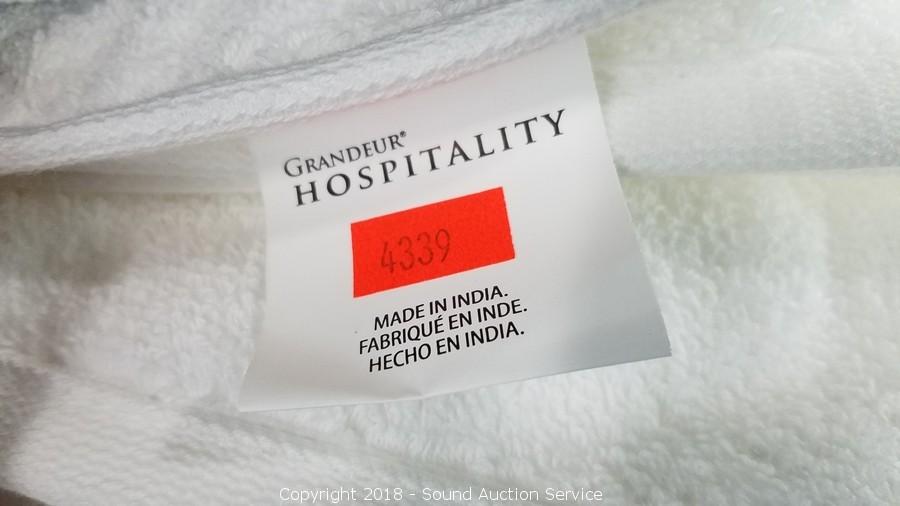 GRANDEUR®
HOSPITALITY
4339
MADE IN INDIA.
FABRIQUÉ EN INDE.
HECHO EN INDIA.
Copyright 2018 - Sound Auction Service